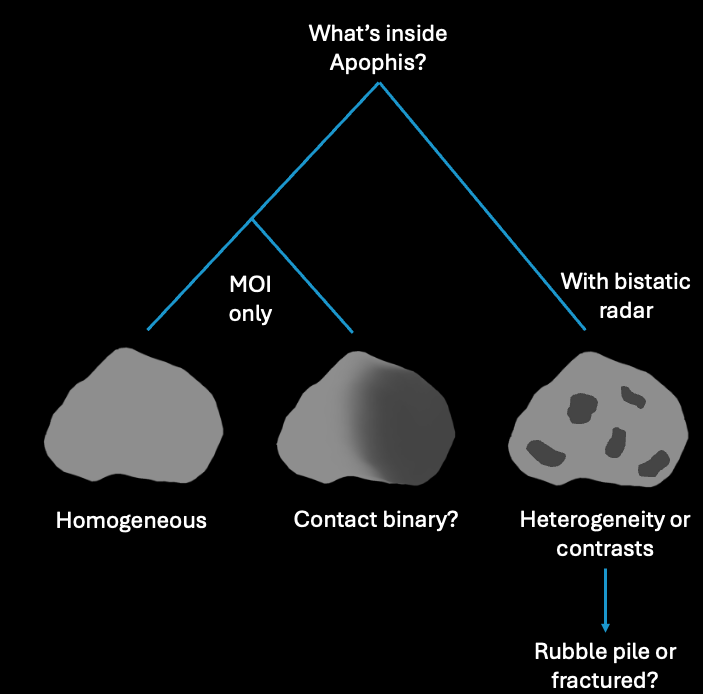 What’s inside
Apophis?
MOI
only
With bistatic
radar
Homogeneous
Contact binary?
Heterogeneity or
contrasts
Rubble pile or
fractured?